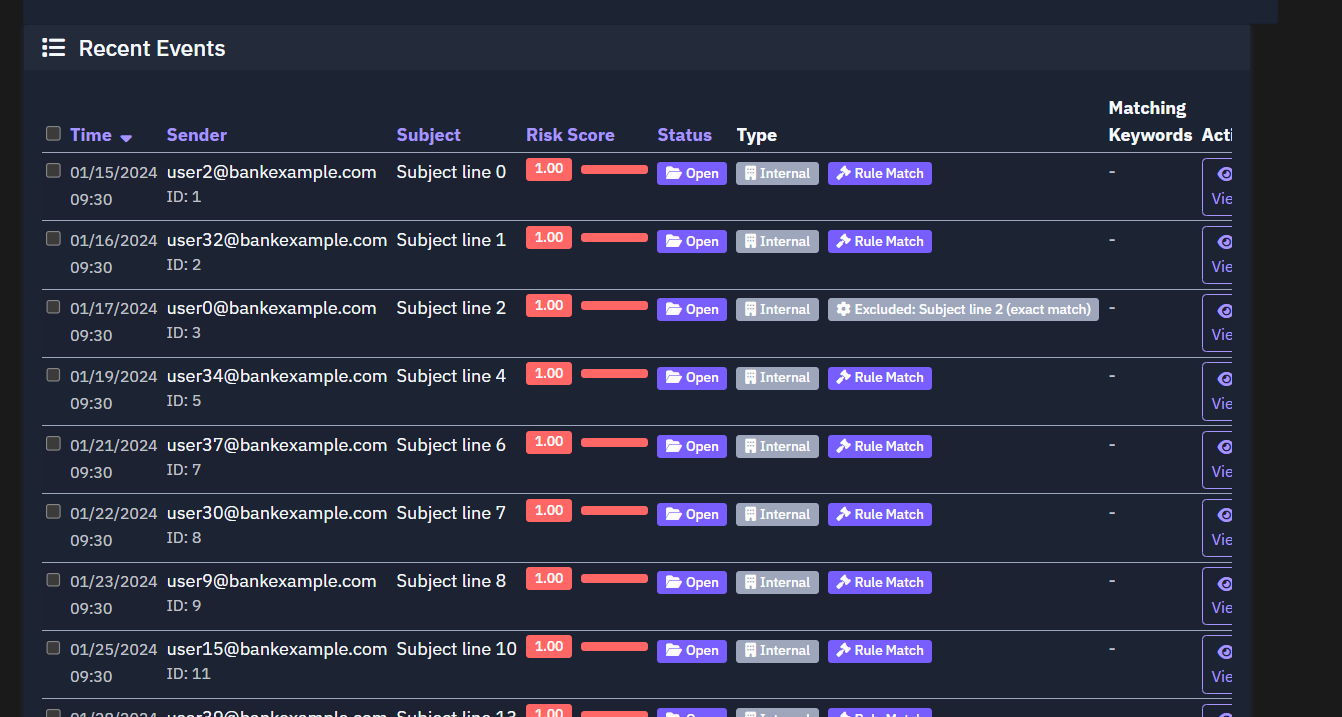 Recent Events
Matching
Time Sender Subject Risk Score Status Type Keywords Acti
01/15/2024 user2@bankexample.com Subject line 0 1.00 Open Internal Rule Match -
09:30 ID: 1 Vie
01/16/2024 user32@bankexample.com Subject line 1 1.00 Open Internal Rule Match -
09:30 ID: 2 Vie
01/17/2024 user0@bankexample.com Subject line 2 1.00 Open Internal Excluded: Subject line 2 (exact match) -
09:30 ID: 3 Vie
01/19/2024 user34@bankexample.com Subject line 4 1.00 Open Internal Rule Match -
09:30 ID: 5 Vie
01/21/2024 user37@bankexample.com Subject line 6 1.00 Open Internal Rule Match -
09:30 ID: 7 Vie
01/22/2024 user30@bankexample.com Subject line 7 1.00 Open Internal Rule Match -
09:30 ID: 8 Vie
01/23/2024 user9@bankexample.com Subject line 8 1.00 Open Internal Rule Match -
09:30 ID: 9 Vie
01/25/2024 user15@bankexample.com Subject line 10 1.00 Open Internal Rule Match -
09:30 ID: 11 Vie
Subject line 13 1.00 Open Internal Rule Match